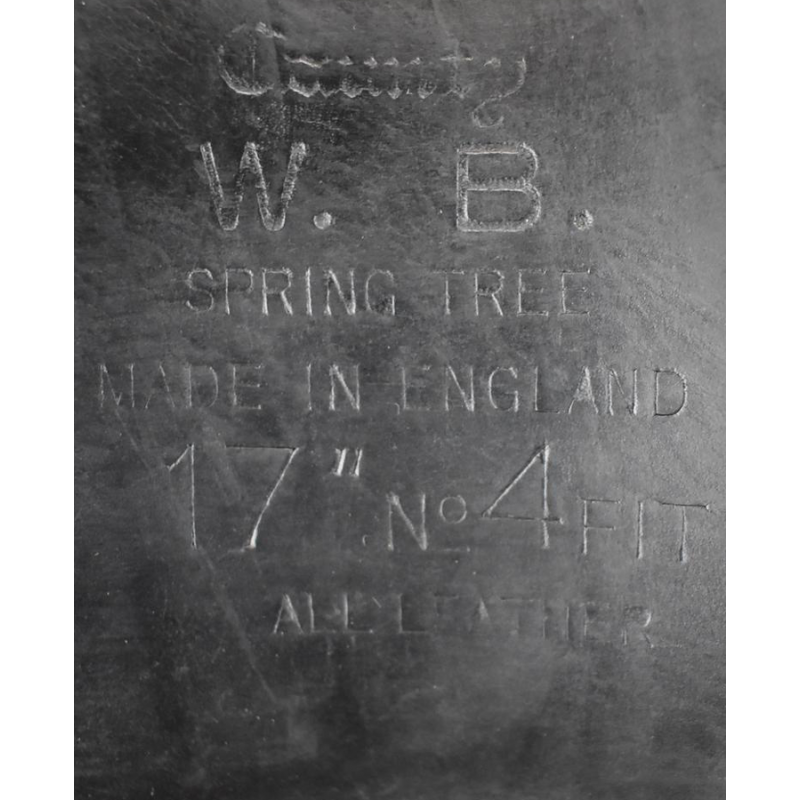 County
W. B.
SPRING TREE
MADE IN ENGLAND
17" No 4 FIT
ALL LEATHER